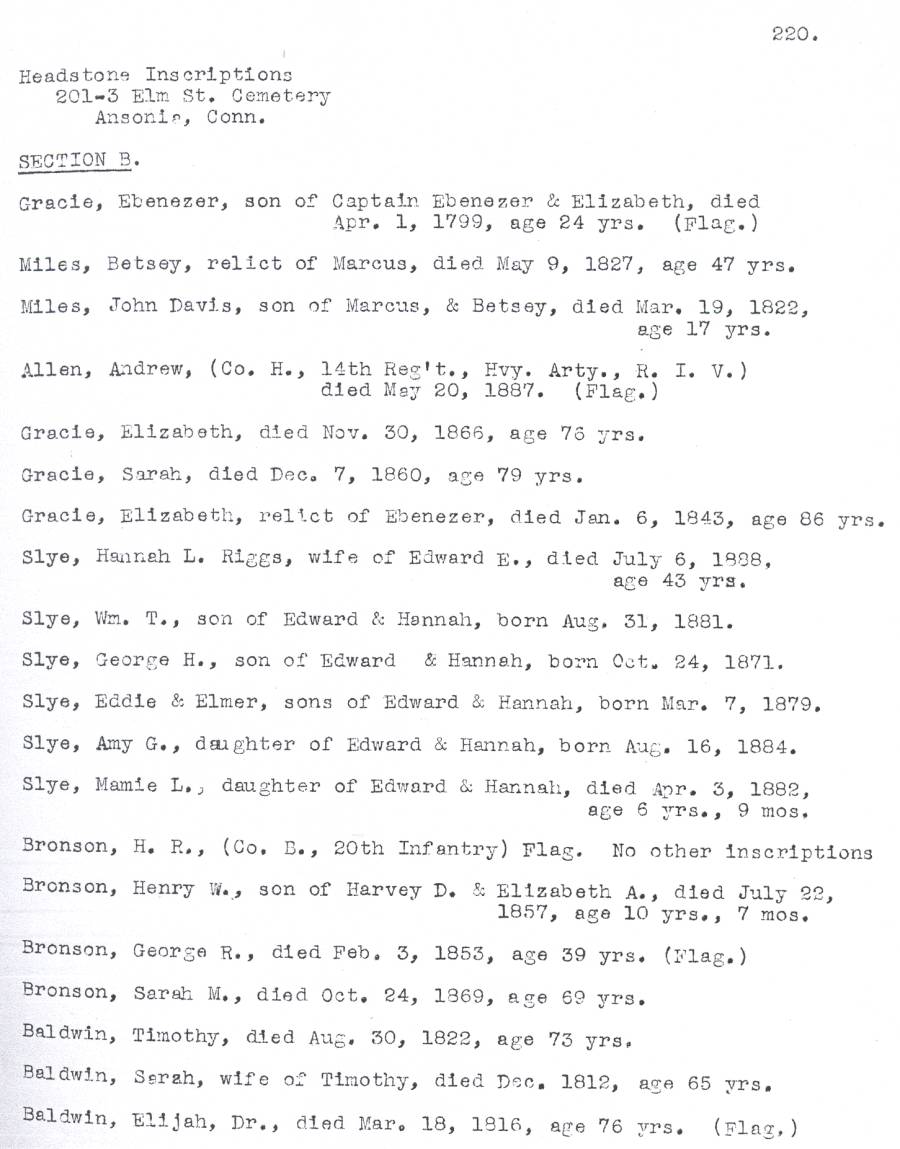 220.
Headstone Inscriptions
201-3 Elm St. Cemetery
Ansonia, Conn.
SECTION B.
Gracie, Ebenezer, son of Captain Ebenezer & Elizabeth, died
Apr. 1, 1799, age 24 yrs. (Flag.)
Miles, Betsey, relict of Marcus, died May 9, 1827, age 47 yrs.
Miles, John Davis, son of Marcus, & Betsey, died Mar. 19, 1822,
age 17 yrs.
Allen, Andrew, (Co. H., 14th Reg't., Hvy. Arty., R. I. V.)
died May 20, 1887. (Flag.)
Gracie, Elizabeth, died Nov. 30, 1866, age 76 yrs.
Gracie, Sarah, died Dec. 7, 1860, age 79 yrs.
Gracie, Elizabeth, relict of Ebenezer, died Jan. 6, 1843, age 86 yrs.
Slye, Hannah L. Riggs, wife of Edward E., died July 6, 1888,
age 43 yrs.
Slye, Wm. T., son of Edward & Hannah, born Aug. 31, 1881.
Slye, George H., son of Edward & Hannah, born Oct. 24, 1871.
Slye, Eddie & Elmer, sons of Edward & Hannah, born Mar. 7, 1879.
Slye, Amy G., daughter of Edward & Hannah, born Aug. 16, 1884.
Slye, Mamie L., daughter of Edward & Hannah, died Apr. 3, 1882,
age 6 yrs., 9 mos.
Bronson, H. R., (Co. B., 20th Infantry) Flag. No other inscriptions
Bronson, Henry W., son of Harvey D. & Elizabeth A., died July 22,
1857, age 10 yrs., 7 mos.
Bronson, George R., died Feb. 3, 1853, age 39 yrs. (Flag.)
Bronson, Sarah M., died Oct. 24, 1869, age 69 yrs.
Baldwin, Timothy, died Aug. 30, 1822, age 73 yrs.
Baldwin, Sarah, wife of Timothy, died Dec. 1812, age 65 yrs.
Baldwin, Elijah, Dr., died Mar. 18, 1816, age 76 yrs. (Flag.)